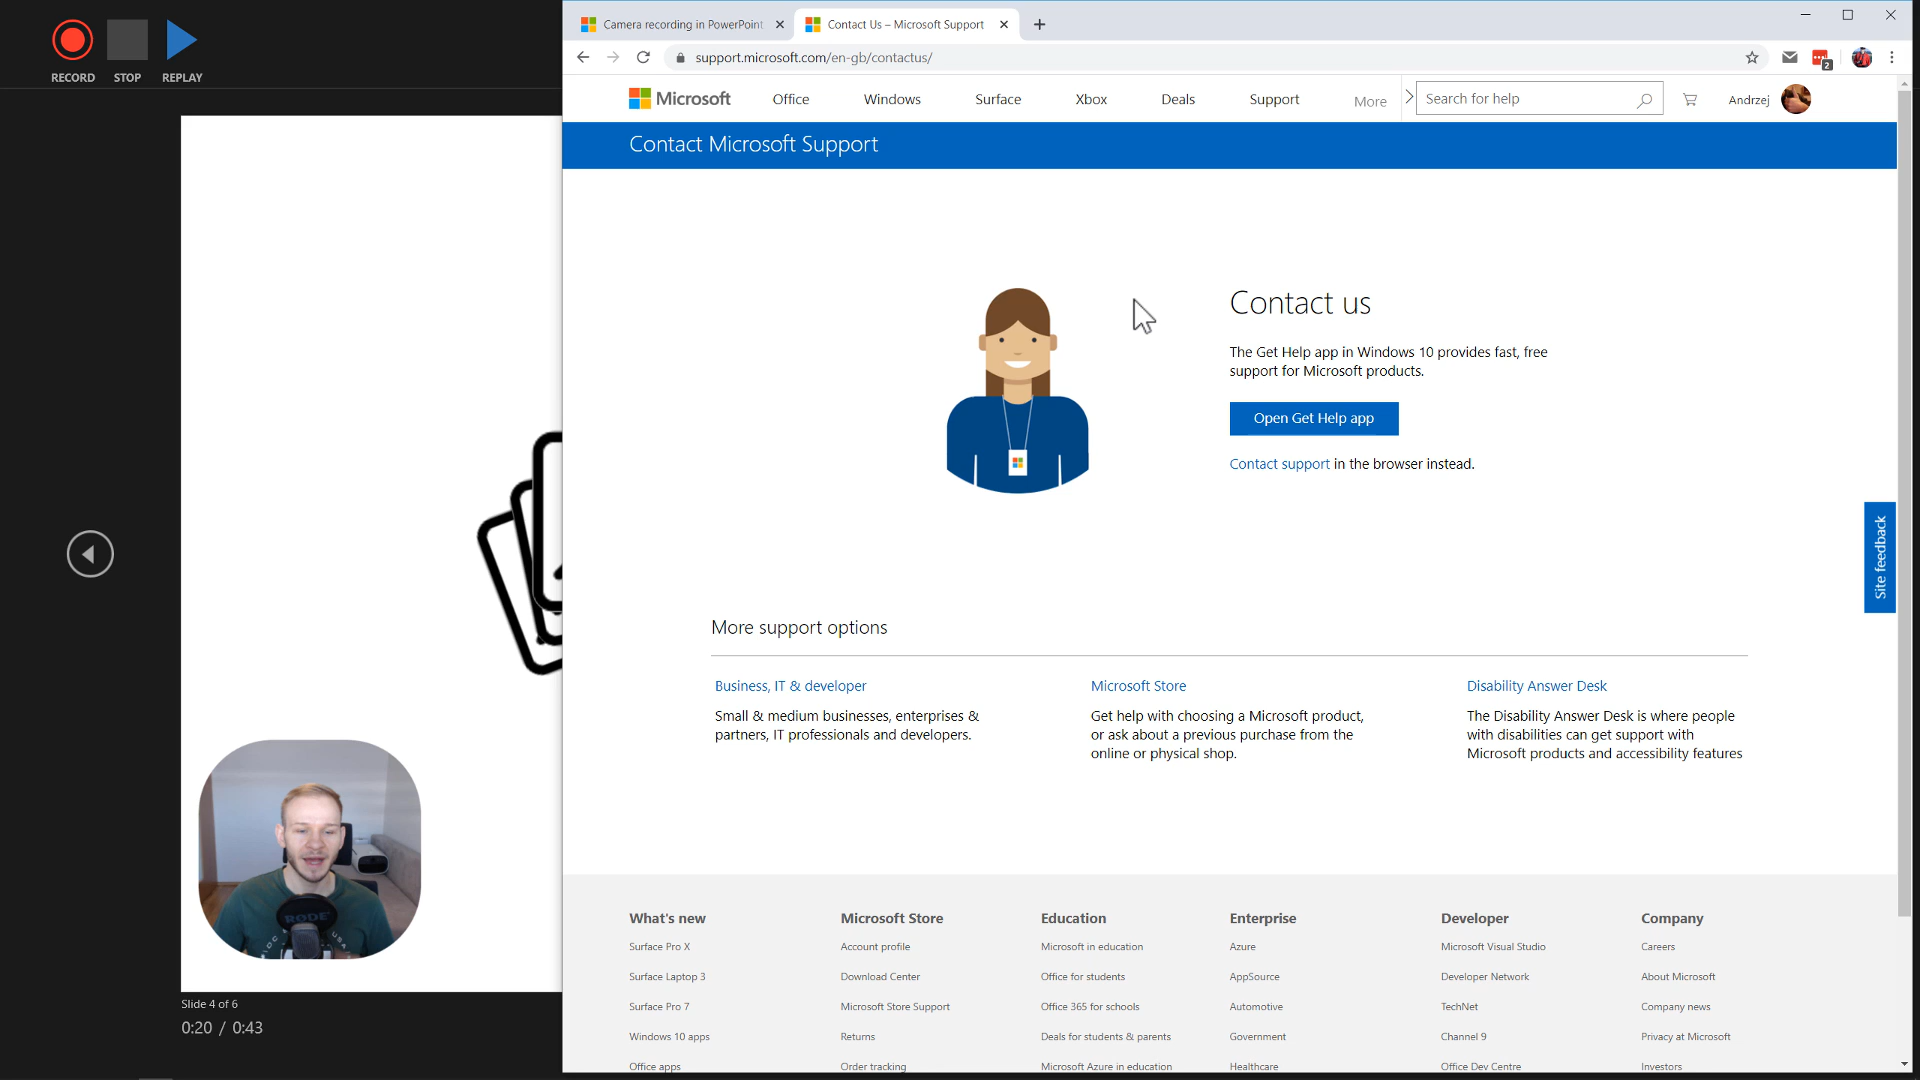 RECORD STOP REPLAY
Camera recording in PowerPoint
Contact Us – Microsoft Support
support.microsoft.com/en-gb/contactus/
2
Microsoft Office Windows Surface Xbox Deals Support More
Search for help
Andrzej
Contact Microsoft Support
Contact us
The Get Help app in Windows 10 provides fast, free
support for Microsoft products.
Open Get Help app
Contact support in the browser instead.
Site feedback
More support options
Business, IT & developer
Small & medium businesses, enterprises &
partners, IT professionals and developers.
Microsoft Store
Get help with choosing a Microsoft product,
or ask about a previous purchase from the
online or physical shop.
Disability Answer Desk
The Disability Answer Desk is where people
with disabilities can get support with
Microsoft products and accessibility features
RØDE
Slide 4 of 6
0:20 / 0:43
What's new
Surface Pro X
Surface Laptop 3
Surface Pro 7
Windows 10 apps
Office apps
Microsoft Store
Account profile
Download Center
Microsoft Store Support
Returns
Order tracking
Education
Microsoft in education
Office for students
Office 365 for schools
Deals for students & parents
Microsoft Azure in education
Enterprise
Azure
AppSource
Automotive
Government
Healthcare
Developer
Microsoft Visual Studio
Developer Network
TechNet
Channel 9
Office Dev Centre
Company
Careers
About Microsoft
Company news
Privacy at Microsoft
Investors